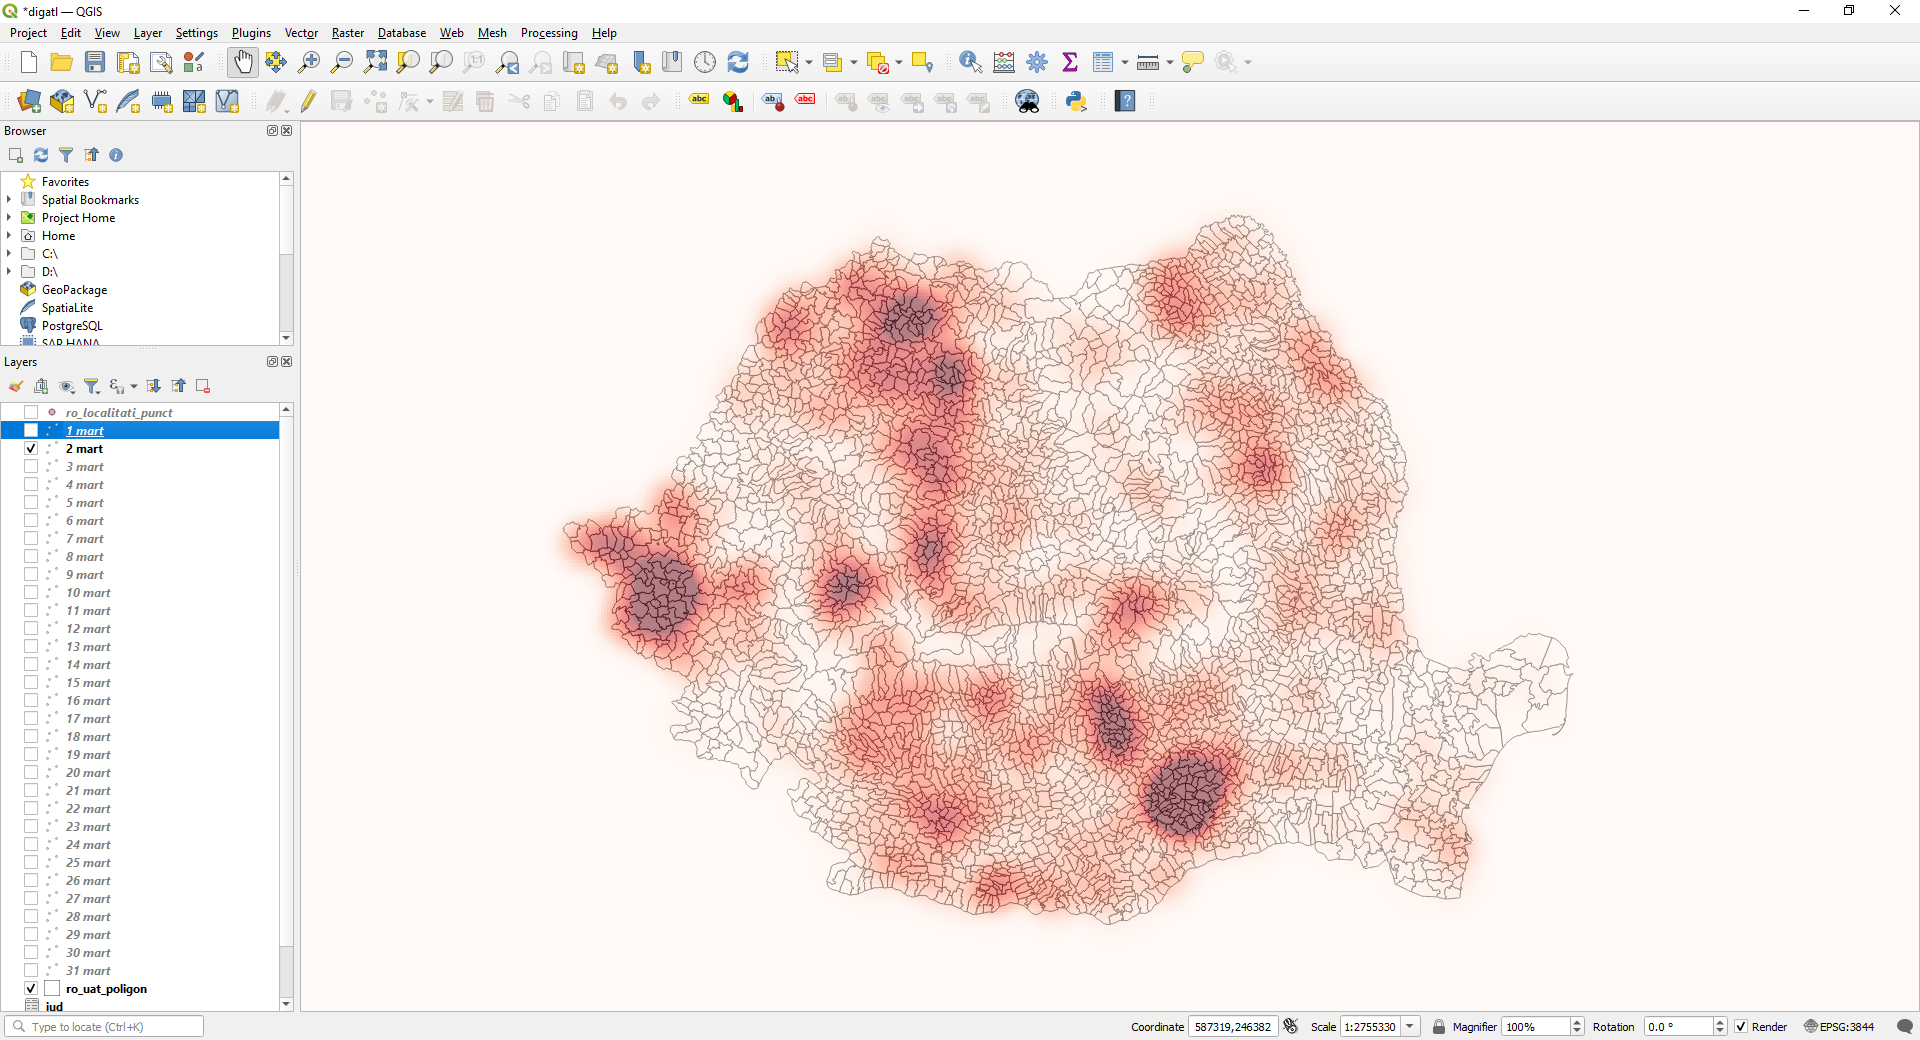 *digatl — QGIS
Project Edit View Layer Settings Plugins Vector Raster Database Web Mesh Processing Help
Browser
Favorites
Spatial Bookmarks
Project Home
Home
C:\
D:\
GeoPackage
SpatiaLite
PostgreSQL
SAP HANA
Layers
ro_localitati_punct
1 mart
2 mart
3 mart
4 mart
5 mart
6 mart
7 mart
8 mart
9 mart
10 mart
11 mart
12 mart
13 mart
14 mart
15 mart
16 mart
17 mart
18 mart
19 mart
20 mart
21 mart
22 mart
23 mart
24 mart
25 mart
26 mart
27 mart
28 mart
29 mart
30 mart
31 mart
ro_uat_poligon
iud
Type to locate (Ctrl+K) Coordinate 587319,246382 Scale 1:2755330 Magnifier 100% Rotation 0.0 ° Render EPSG:3844